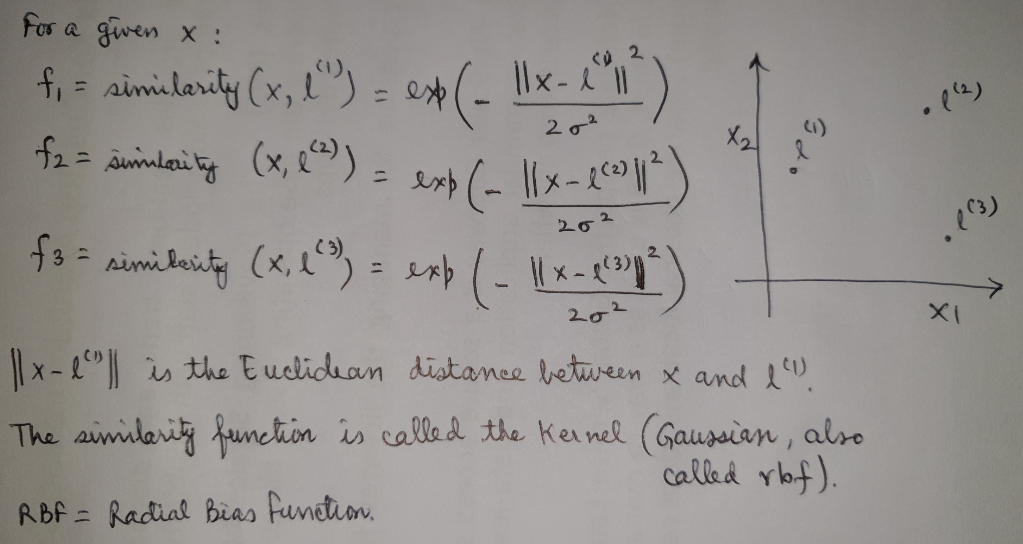 For a given x :
f₁ = similarity (x, l⁽¹⁾) = exp(- ||x - l⁽¹⁾||² / 2σ²)
f₂ = similarity (x, l⁽²⁾) = exp(- ||x - l⁽²⁾||² / 2σ²)
f₃ = similarity (x, l⁽³⁾) = exp(- ||x - l⁽³⁾||² / 2σ²)
x₂
l⁽¹⁾
l⁽²⁾
l⁽³⁾
x1
||x - l⁽¹⁾|| is the Euclidean distance between x and l⁽¹⁾.
The similarity function is called the Kernel (Gaussian, also
called rbf).
RBF = Radial Bias Function.